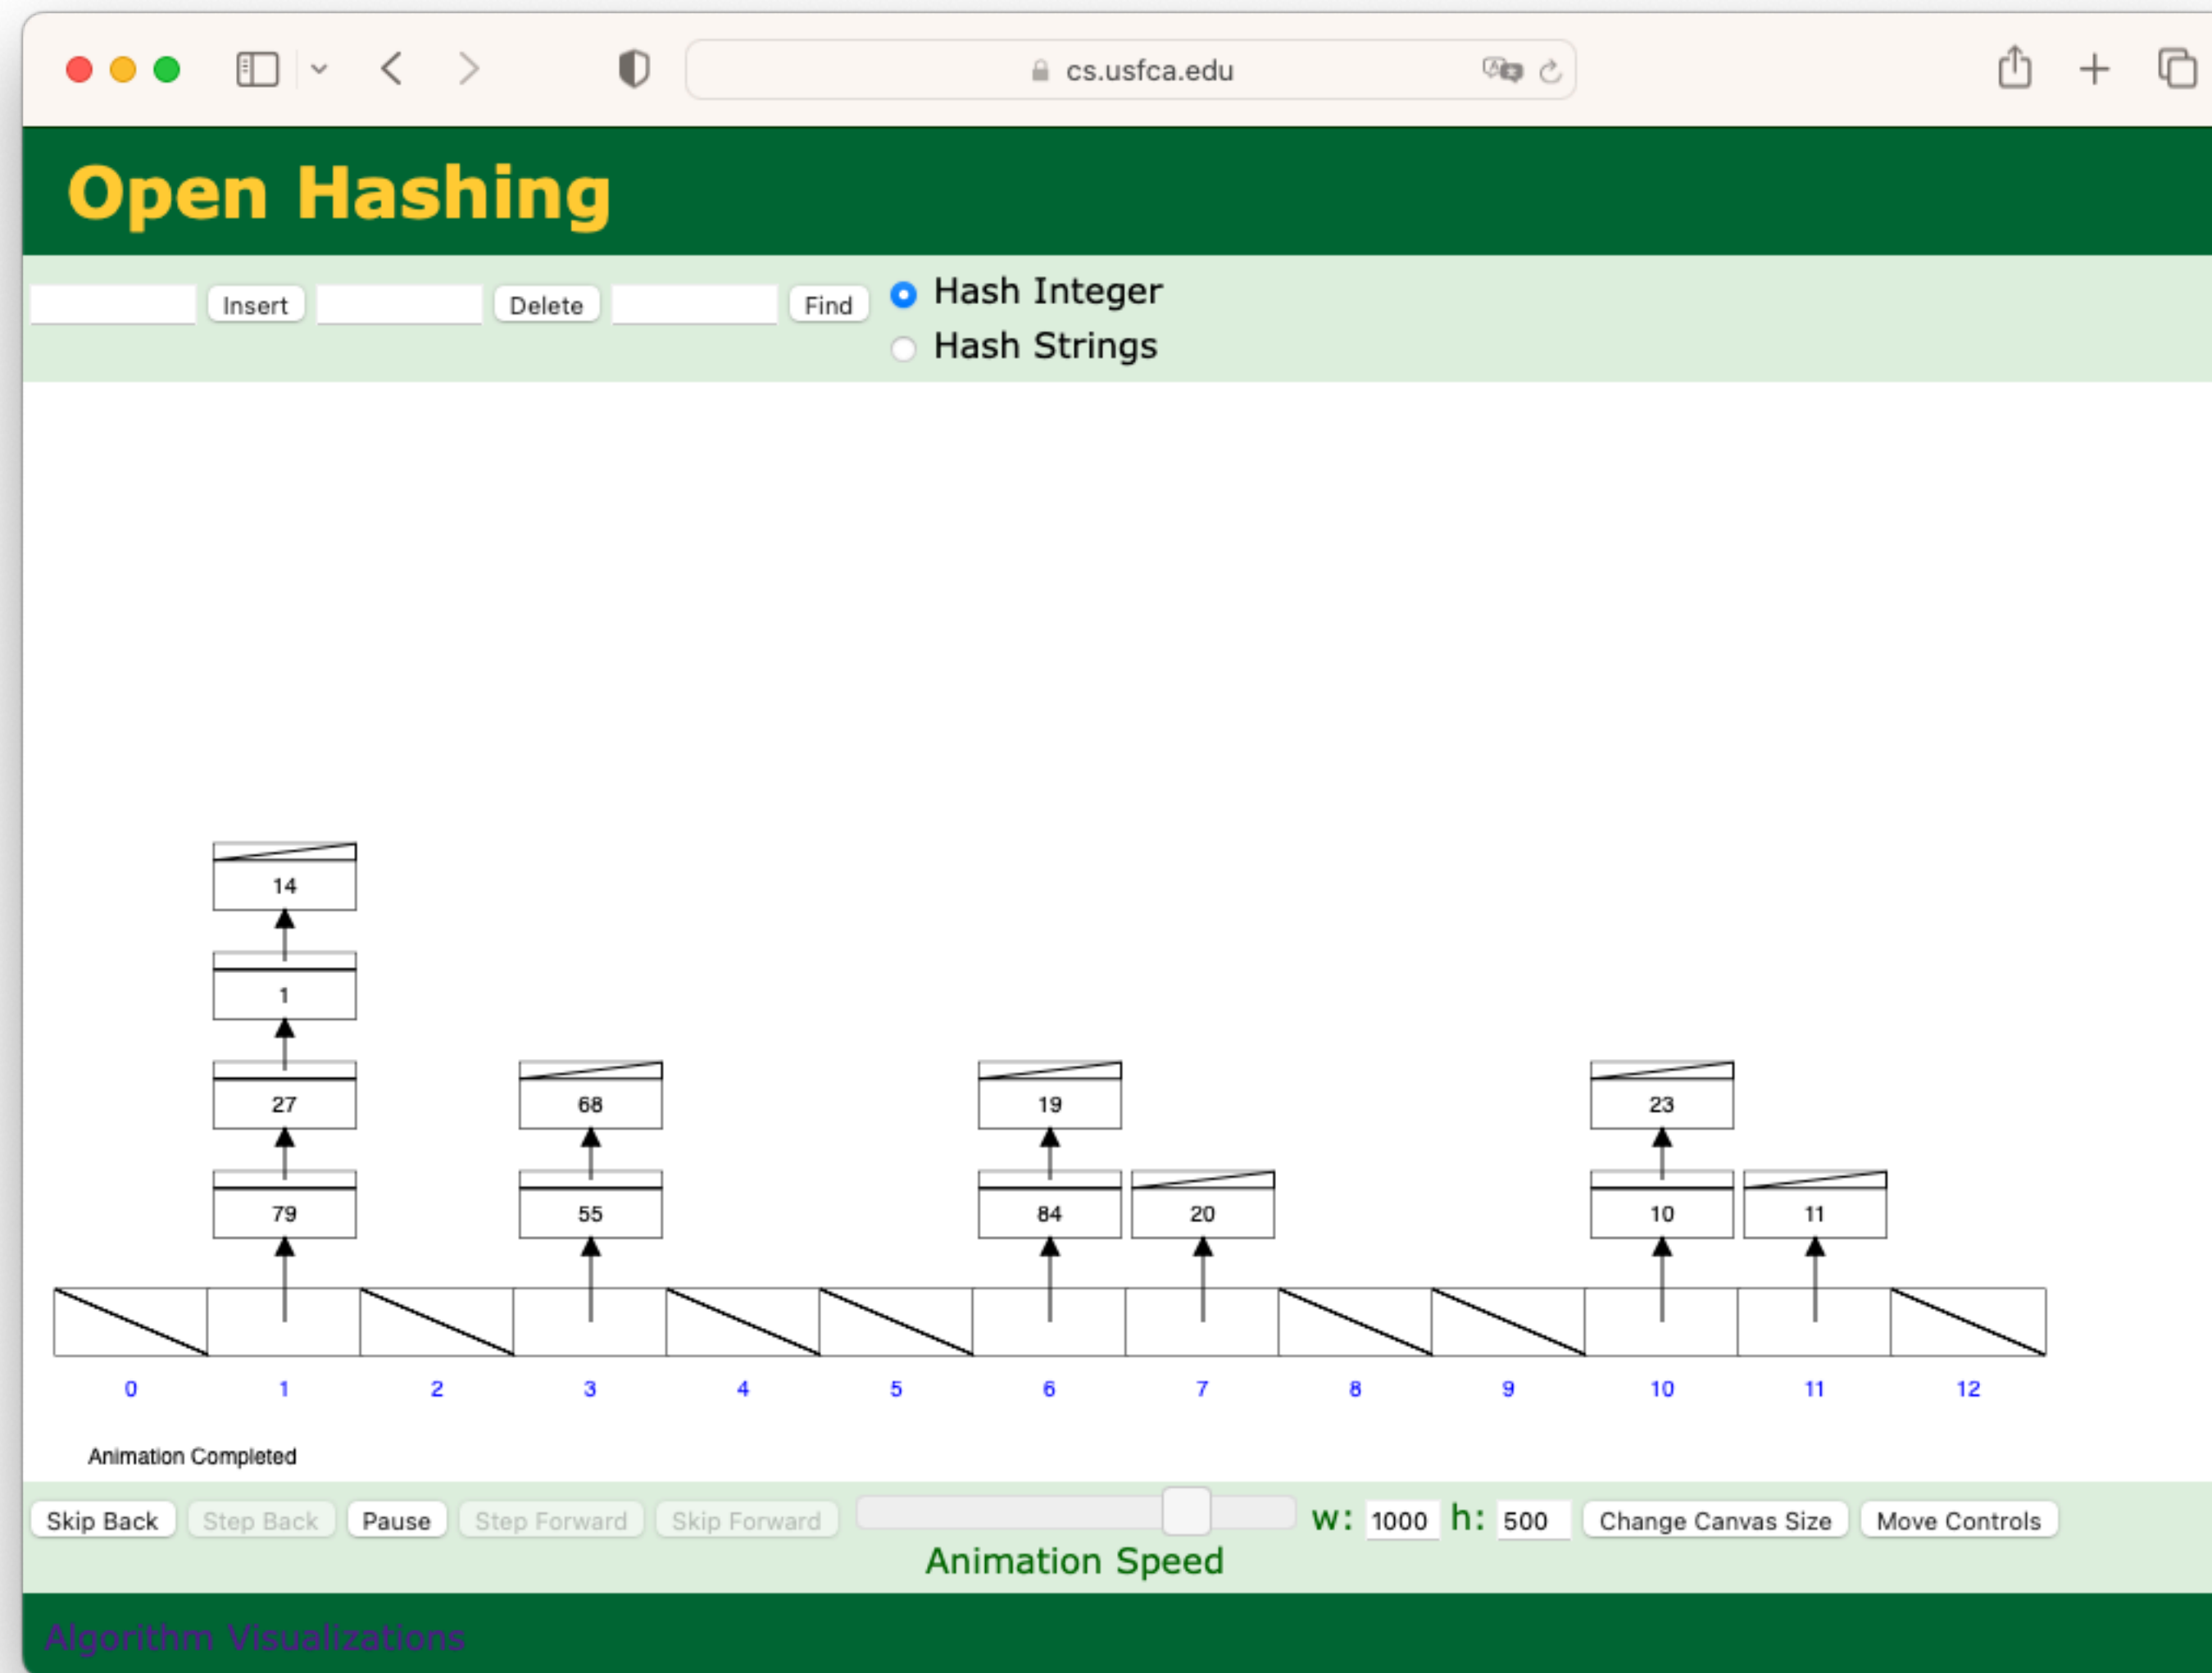 cs.usfca.edu
Open Hashing
Insert Delete Find Hash Integer
Hash Strings
14
1
27 68 19 23
79 55 84 20 10 11
0 1 2 3 4 5 6 7 8 9 10 11 12
Animation Completed
Skip Back Step Back Pause Step Forward Skip Forward w: 1000 h: 500 Change Canvas Size Move Controls
Animation Speed
Algorithm Visualizations